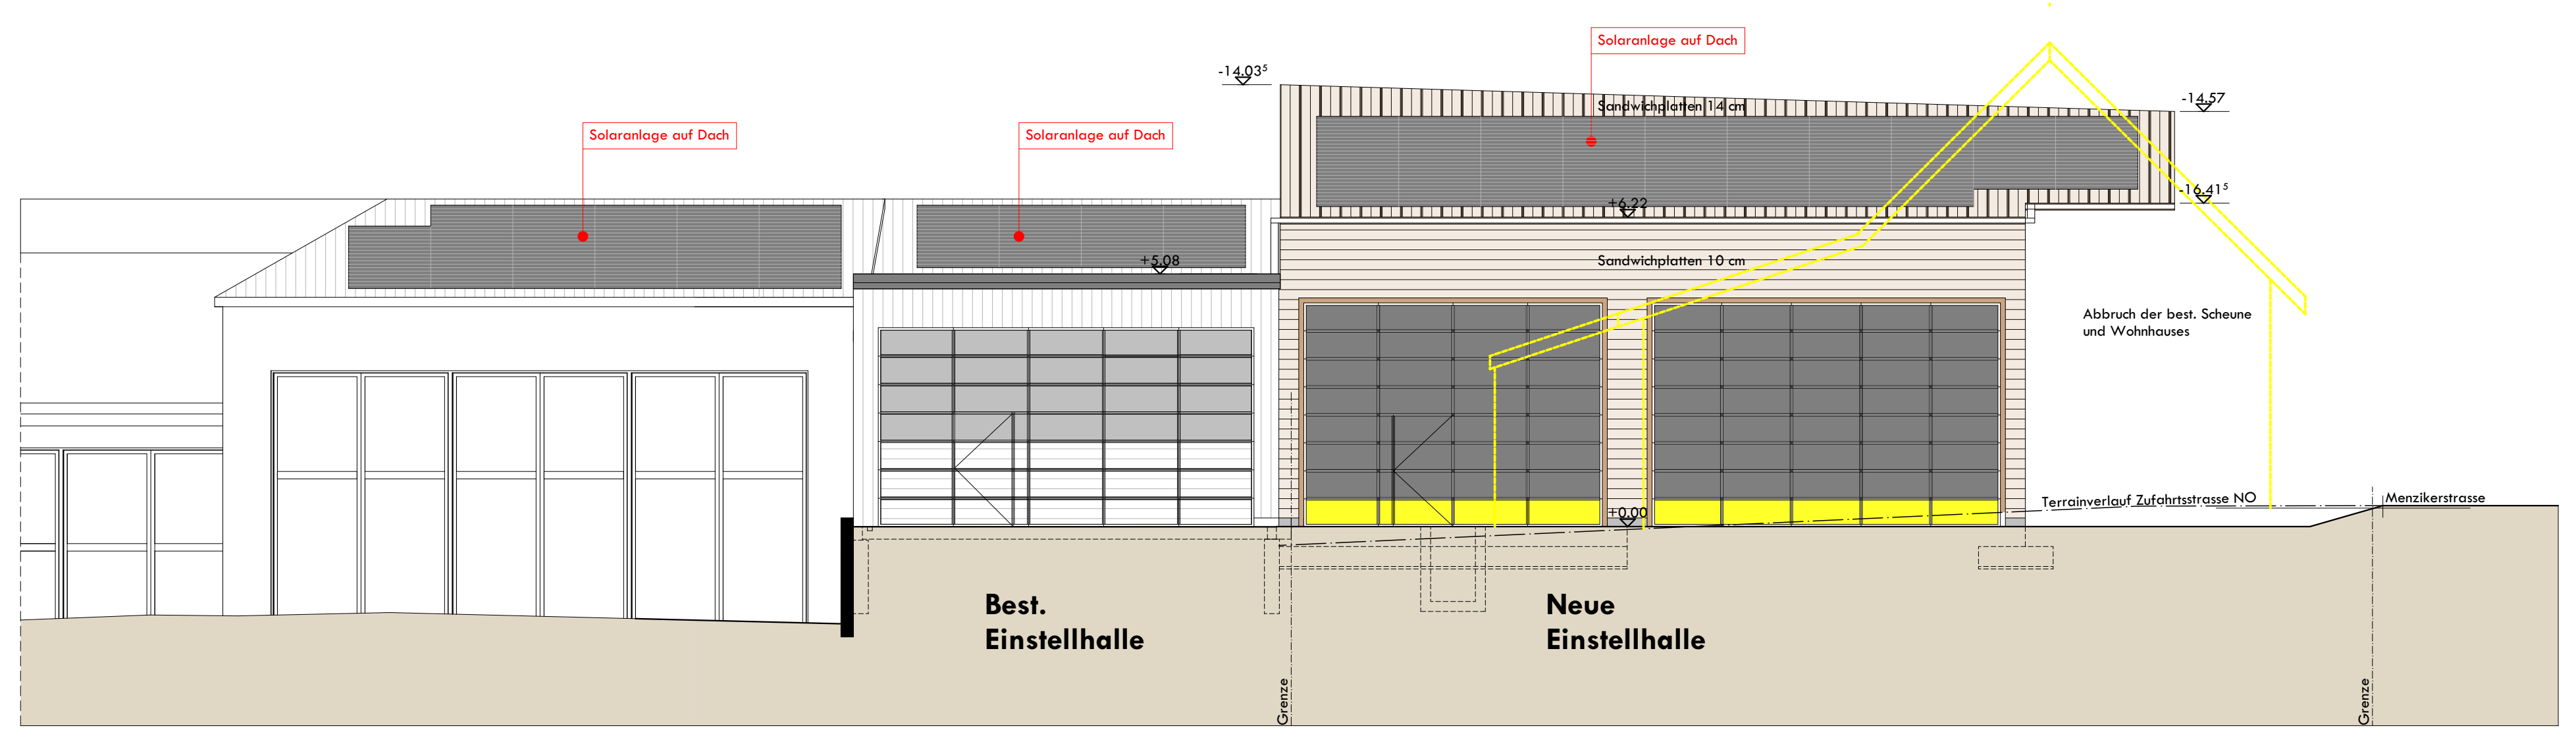 Solaranlage auf Dach
-14.03⁵
-14.57
Sandwichplatten 14 cm
Solaranlage auf Dach
Solaranlage auf Dach
-16.41⁵
+6.22
+5.08
Sandwichplatten 10 cm
Abbruch der best. Scheune
und Wohnhauses
Terrainverlauf Zufahrtsstrasse NO
Menzikerstrasse
+0.00
Best.
Einstellhalle
Neue
Einstellhalle
Grenze
Grenze